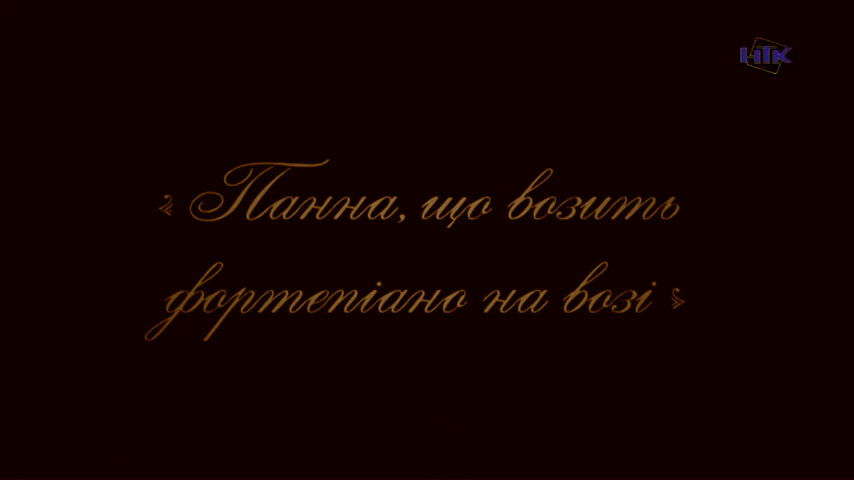 НТК
« Панна, що возить
фортепіано на возі »